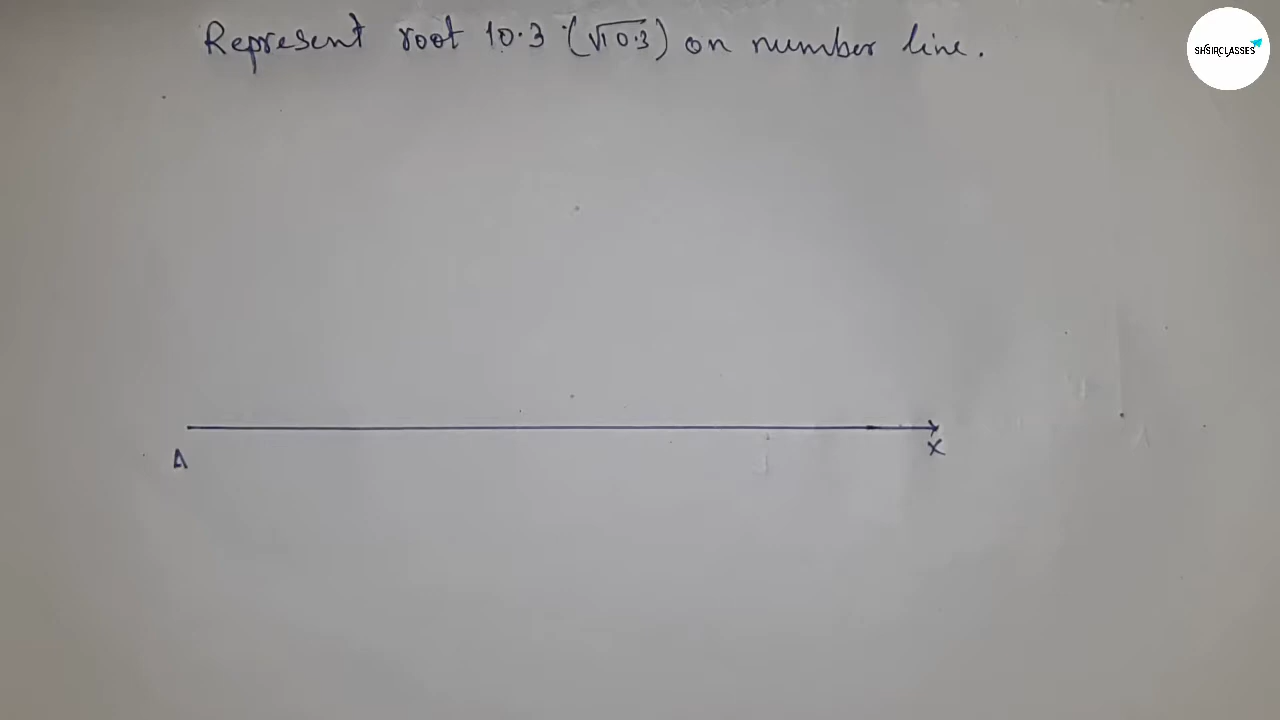 Represent root 10.3 (√10.3) on number line.
SHSIRCLASSES
A
X